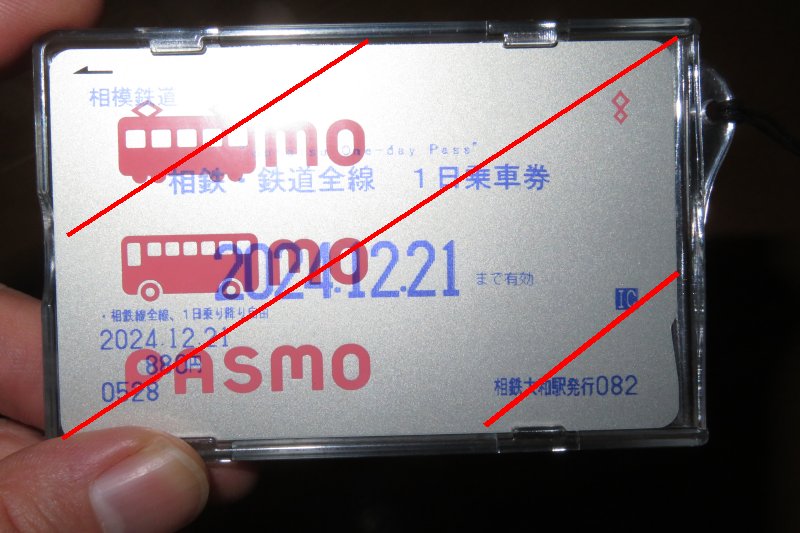 相模鉄道
mo
One-day Pass"
相鉄・鉄道全線 1日乗車券
mo
2024.12.21 まで有効
・相鉄線全線、1日乗り降り自由
IC
2024.12.21
880円
PASMO
0528
相鉄大和駅発行082